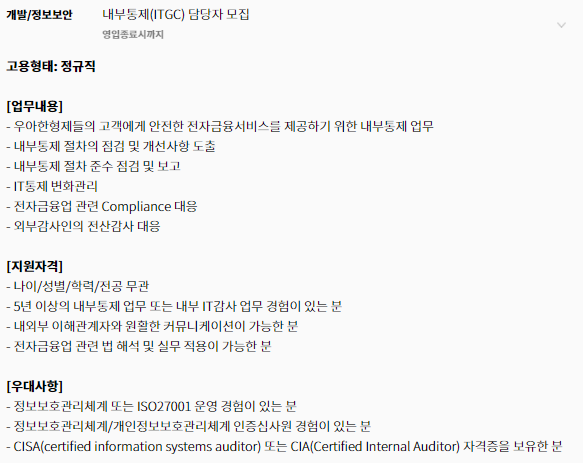 개발/정보보안 내부통제(ITGC) 담당자 모집
영입종료시까지
고용형태: 정규직
[업무내용]
- 우아한형제들의 고객에게 안전한 전자금융서비스를 제공하기 위한 내부통제 업무
- 내부통제 절차의 점검 및 개선사항 도출
- 내부통제 절차 준수 점검 및 보고
- IT통제 변화관리
- 전자금융업 관련 Compliance 대응
- 외부감사인의 전산감사 대응
[지원자격]
- 나이/성별/학력/전공 무관
- 5년 이상의 내부통제 업무 또는 내부 IT감사 업무 경험이 있는 분
- 내외부 이해관계자와 원활한 커뮤니케이션이 가능한 분
- 전자금융업 관련 법 해석 및 실무 적용이 가능한 분
[우대사항]
- 정보보호관리체계 또는 ISO27001 운영 경험이 있는 분
- 정보보호관리체계/개인정보보호관리체계 인증심사원 경험이 있는 분
- CISA(certified information systems auditor) 또는 CIA(Certified Internal Auditor) 자격증을 보유한 분